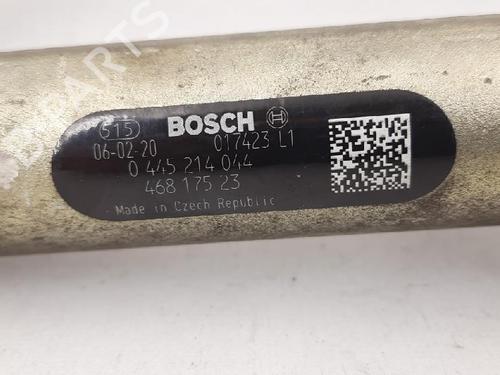 515 BOSCH
06-02-20 017423 L1
0 445 214 044
468 175 23
Made in Czech Republic